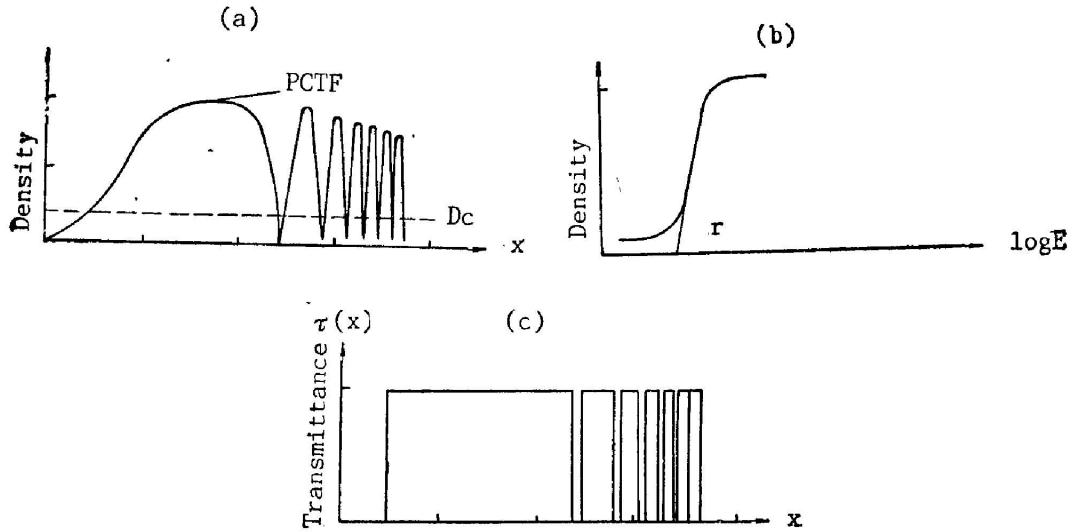 (a)
PCTF
Density
Dc
x
(b)
Density
r
logE
(c)
Transmittance τ(x)
x